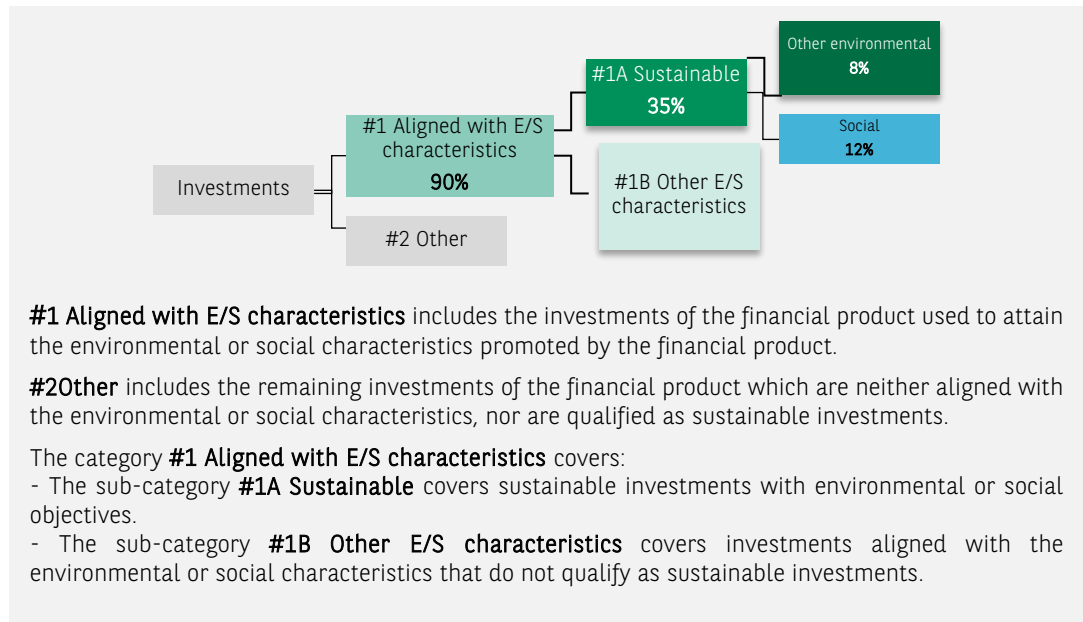 Other environmental
8%
#1A Sustainable
35%
#1 Aligned with E/S
characteristics
90%
Social
12%
Investments
#1B Other E/S
characteristics
#2 Other
#1 Aligned with E/S characteristics includes the investments of the financial product used to attain
the environmental or social characteristics promoted by the financial product.
#2Other includes the remaining investments of the financial product which are neither aligned with
the environmental or social characteristics, nor are qualified as sustainable investments.
The category #1 Aligned with E/S characteristics covers:
- The sub-category #1A Sustainable covers sustainable investments with environmental or social
objectives.
- The sub-category #1B Other E/S characteristics covers investments aligned with the
environmental or social characteristics that do not qualify as sustainable investments.